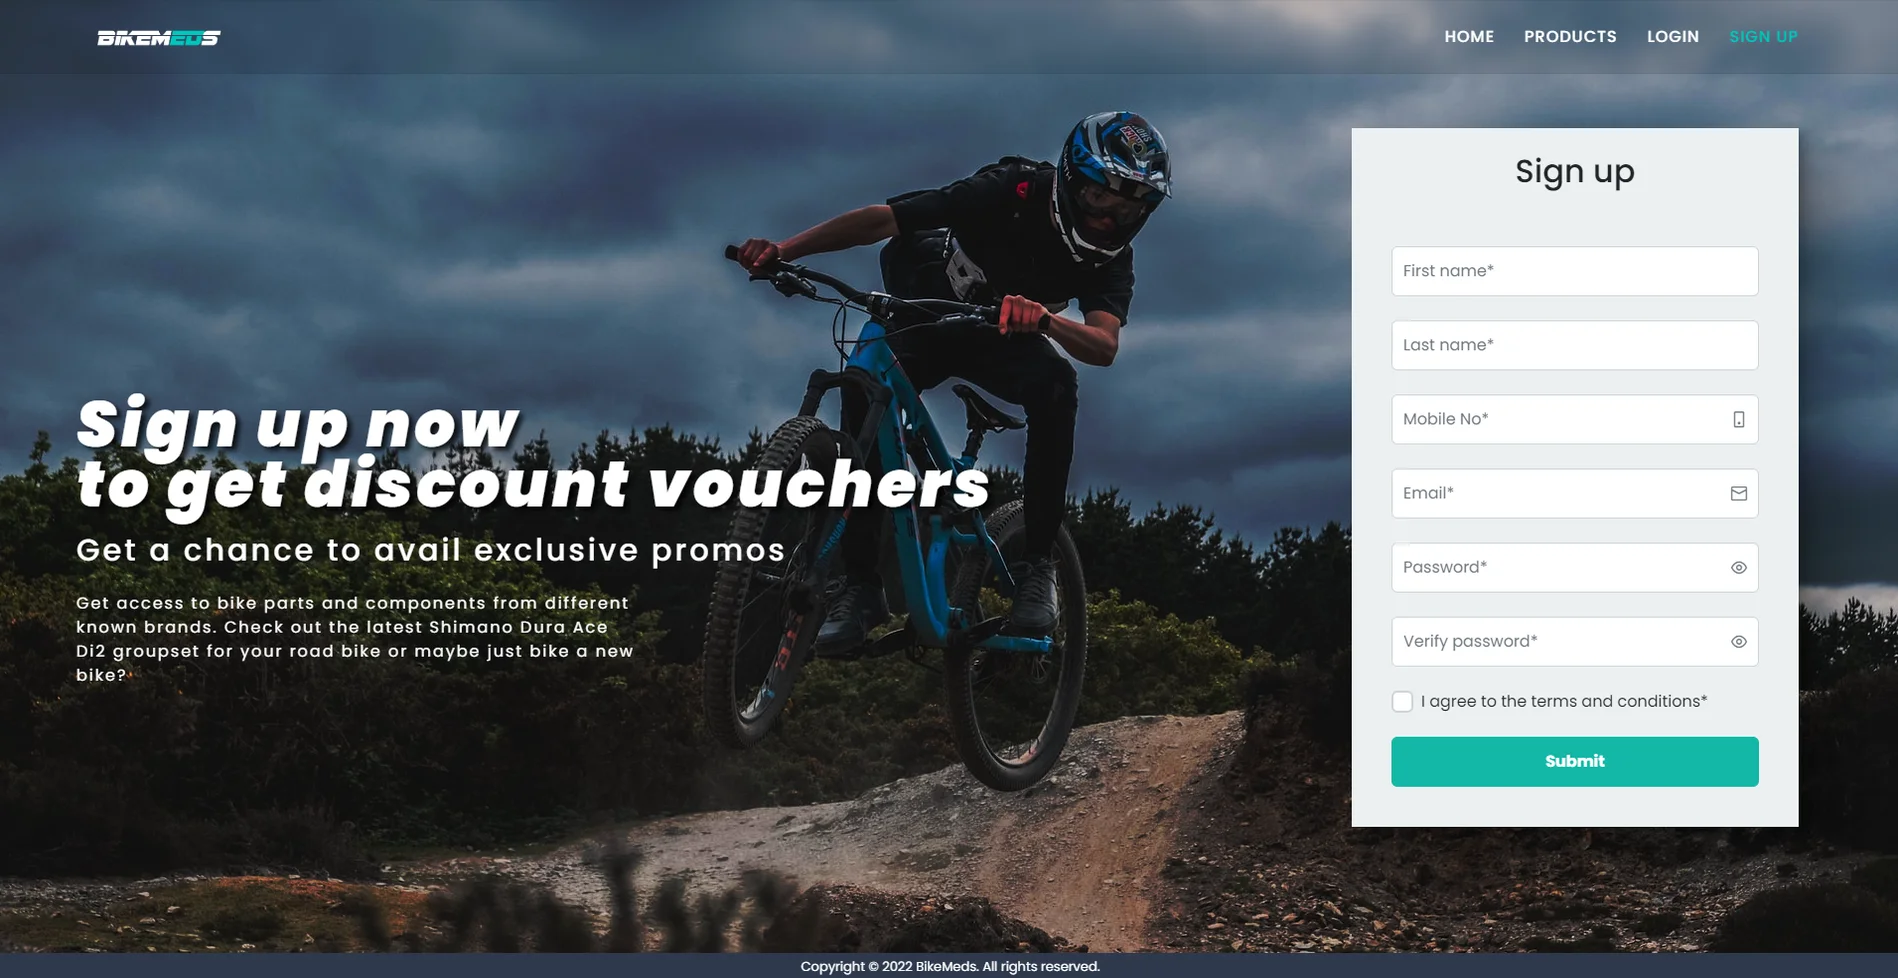 BIKEMEDS
HOME PRODUCTS LOGIN SIGN UP
Sign up now
to get discount vouchers
Get a chance to avail exclusive promos
Get access to bike parts and components from different
known brands. Check out the latest Shimano Dura Ace
Di2 groupset for your road bike or maybe just bike a new
bike?
Sign up
First name*
Last name*
Mobile No*
Email*
Password*
Verify password*
I agree to the terms and conditions*
Submit
Copyright © 2022 BikeMeds. All rights reserved.